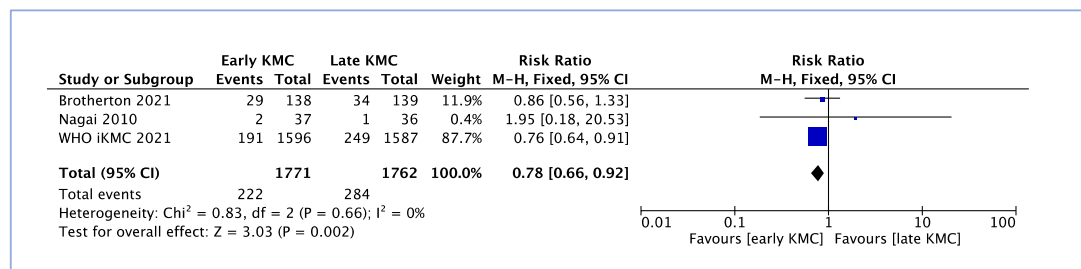 Early KMC Late KMC Risk Ratio Risk Ratio
Study or Subgroup Events Total Events Total Weight M-H, Fixed, 95% CI M-H, Fixed, 95% CI
Brotherton 2021 29 138 34 139 11.9% 0.86 [0.56, 1.33]
Nagai 2010 2 37 1 36 0.4% 1.95 [0.18, 20.53]
WHO iKMC 2021 191 1596 249 1587 87.7% 0.76 [0.64, 0.91]
Total (95% CI) 1771 1762 100.0% 0.78 [0.66, 0.92]
Total events 222 284
Heterogeneity: Chi² = 0.83, df = 2 (P = 0.66); I² = 0%
Test for overall effect: Z = 3.03 (P = 0.002)
0.01 0.1 1 10 100
Favours [early KMC] Favours [late KMC]